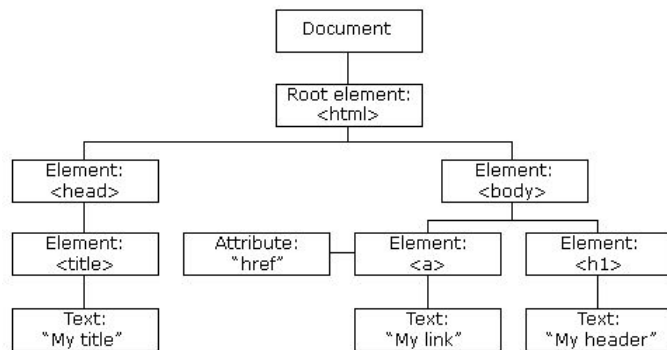 Document
Root element:
<html>
Element:
<head>
Element:
<body>
Element:
<title>
Attribute:
“href”
Element:
<a>
Element:
<h1>
Text:
“My title”
Text:
“My link”
Text:
“My header”